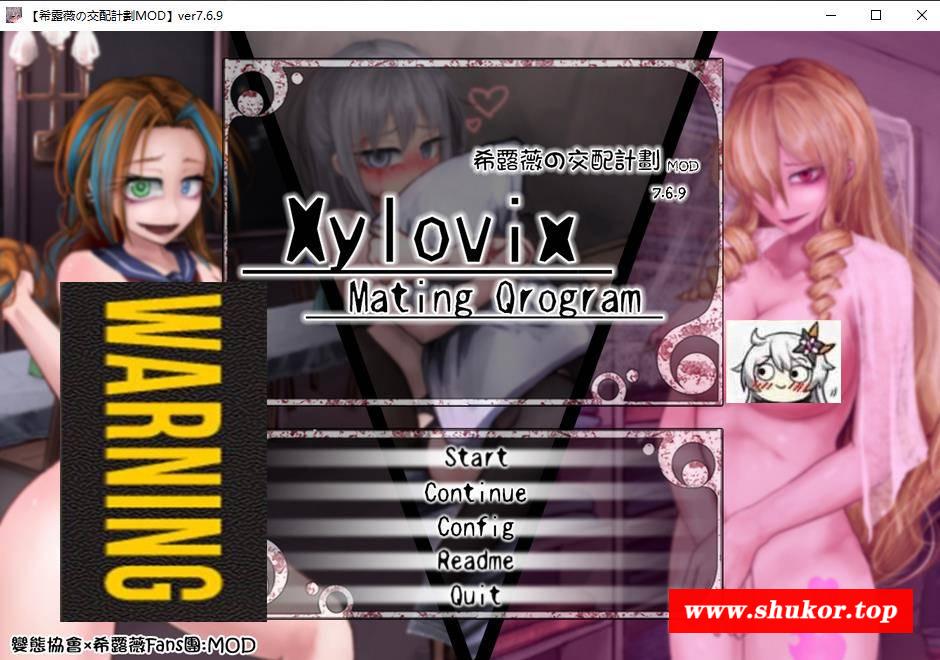 【希露薇の交配計劃MOD】ver7.6.9
希露薇の交配計劃 MOD
7.6.9
Xylovix
Mating Qrogram
WARNING
Start
Continue
Config
Readme
Quit
www.shukor.top
變態協會×希露薇Fans團:MOD